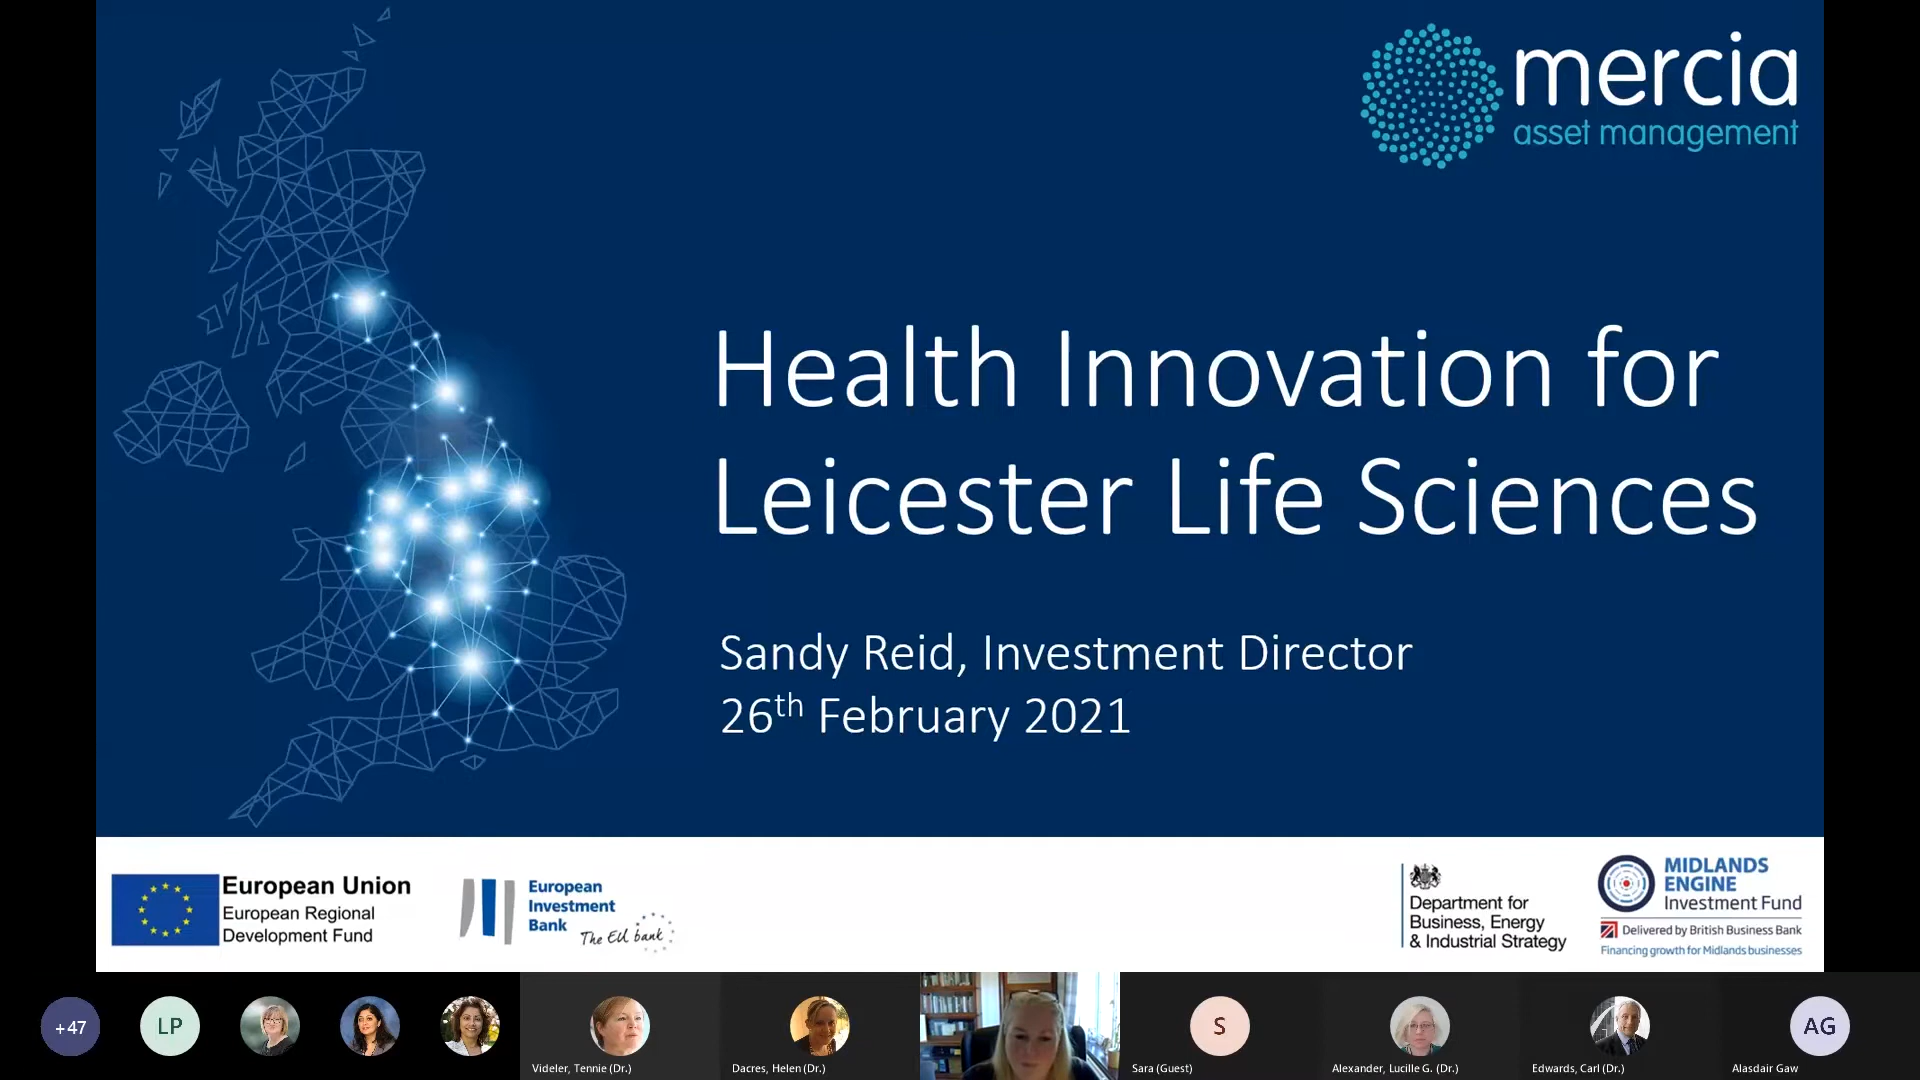 mercia
asset management
Health Innovation for
Leicester Life Sciences
Sandy Reid, Investment Director
26th February 2021
European Union
European Regional
Development Fund
European
Investment
Bank
The EU bank
Department for
Business, Energy
& Industrial Strategy
MIDLANDS
ENGINE
Investment Fund
Delivered by British Business Bank
Financing growth for Midlands businesses
+47
LP
S
AG
Videler, Tennie (Dr.)
Dacres, Helen (Dr.)
Sara (Guest)
Alexander, Lucille G. (Dr.)
Edwards, Carl (Dr.)
Alasdair Gaw